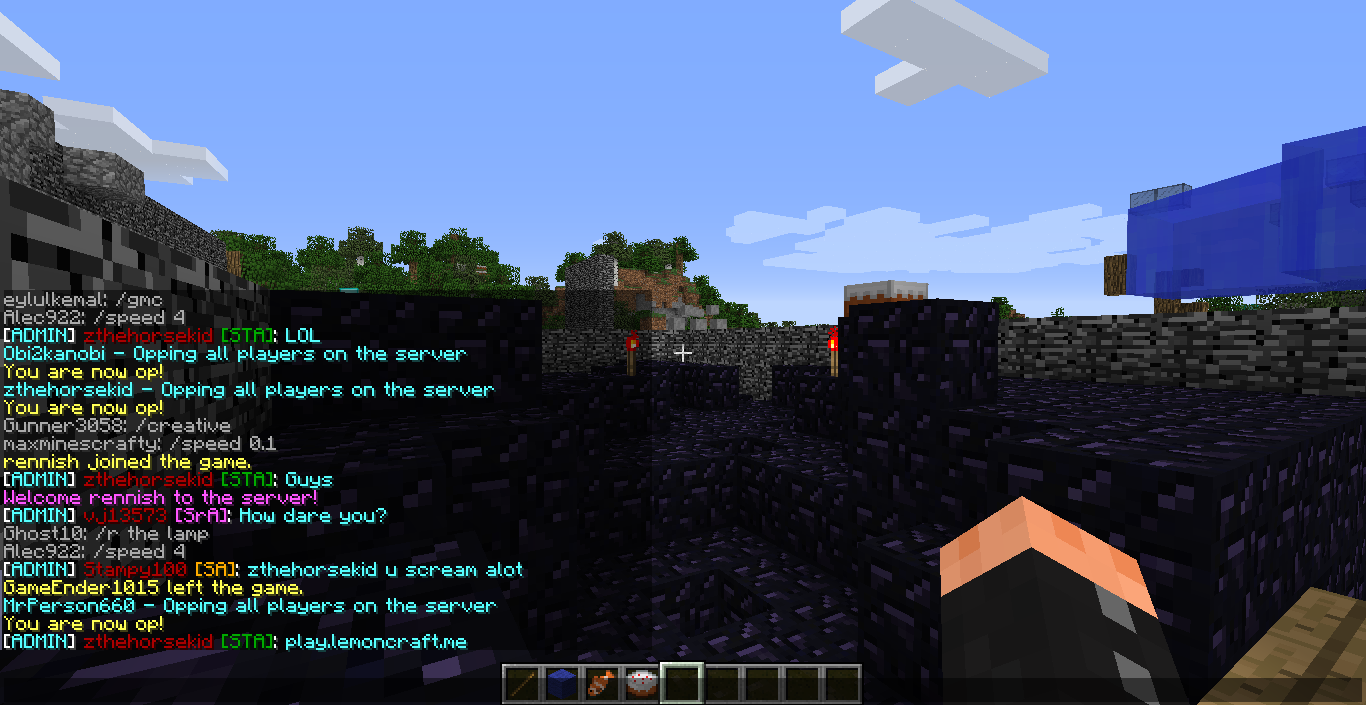 eylulkemal: /gmc
Alec922: /speed 4
[ADMIN] zthehorsekid [STA]: LOL
Obi2kanobi - Opping all players on the server
You are now op!
zthehorsekid - Opping all players on the server
You are now op!
Gunner3058: /creative
maxminescrafty: /speed 0.1
rennish joined the game.
[ADMIN] zthehorsekid [STA]: Guys
Welcome rennish to the server!
[ADMIN] vj13573 [SrA]: How dare you?
Ghost10: /r the lamp
Alec922: /speed 4
[ADMIN] Stampy100 [SA]: zthehorsekid u scream alot
GameEnder1015 left the game.
MrPerson660 - Opping all players on the server
You are now op!
[ADMIN] zthehorsekid [STA]: play.lemoncraft.me